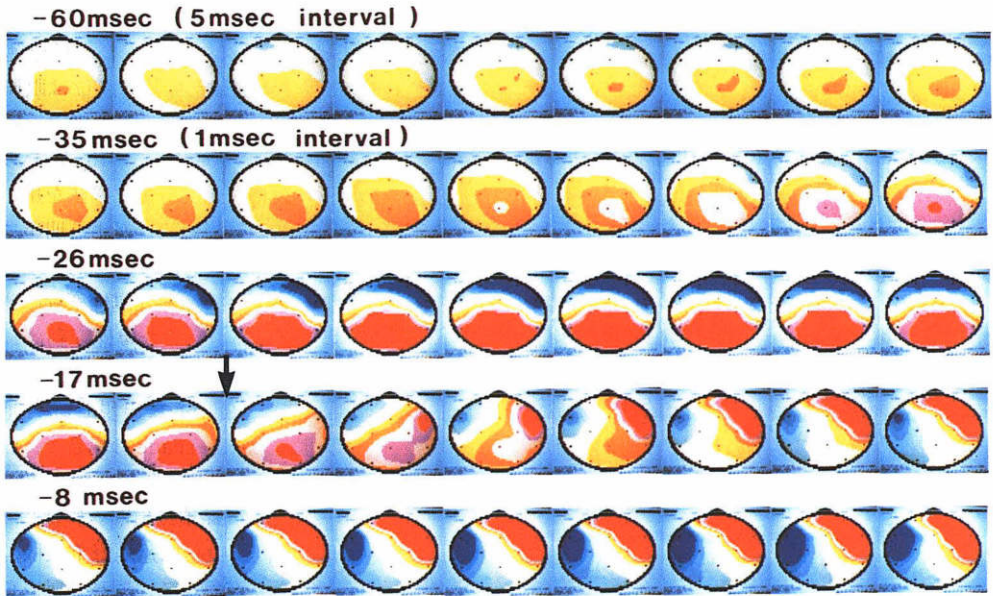 -60msec (5msec interval)
-35msec (1msec interval)
-26msec
-17msec
-8 msec